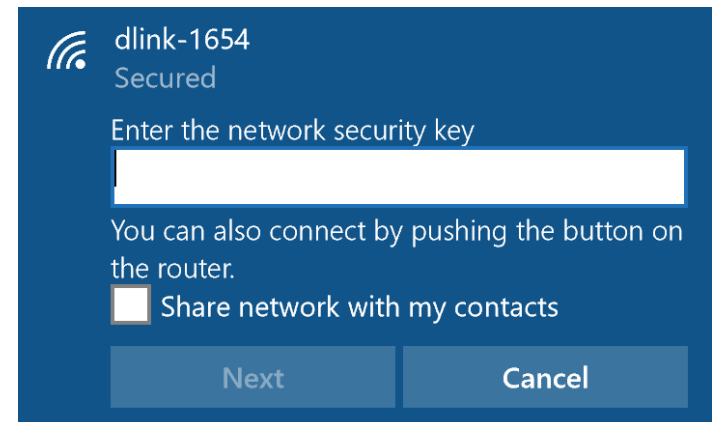 dlink-1654
Secured
Enter the network security key
You can also connect by pushing the button on
the router.
Share network with my contacts
Next
Cancel